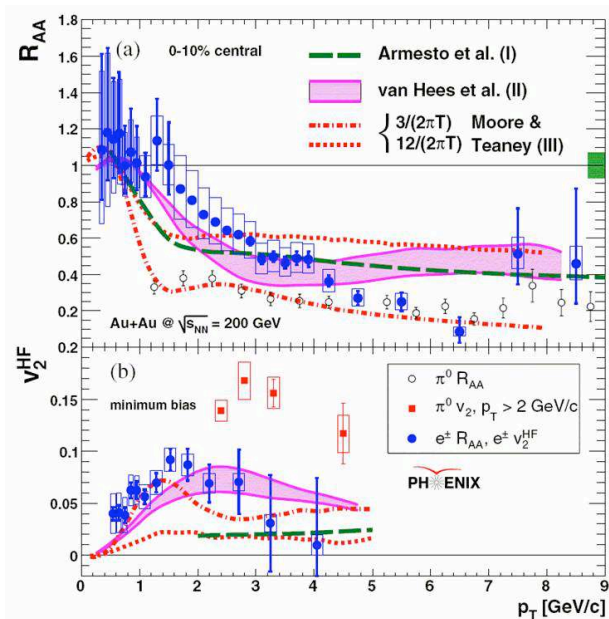 R_AA
1.8
1.6
1.4
1.2
1
0.8
0.6
0.4
0.2
(a)
0-10% central
Armesto et al. (I)
van Hees et al. (II)
3/(2πT) Moore &
12/(2πT) Teaney (III)
Au+Au @ √s_NN = 200 GeV
v_2^HF
0.2
0.15
0.1
0.05
0
(b)
minimum bias
π⁰ R_AA
π⁰ v_2, p_T > 2 GeV/c
e± R_AA, e± v_2^HF
PHENIX
0 1 2 3 4 5 6 7 8 9
p_T [GeV/c]